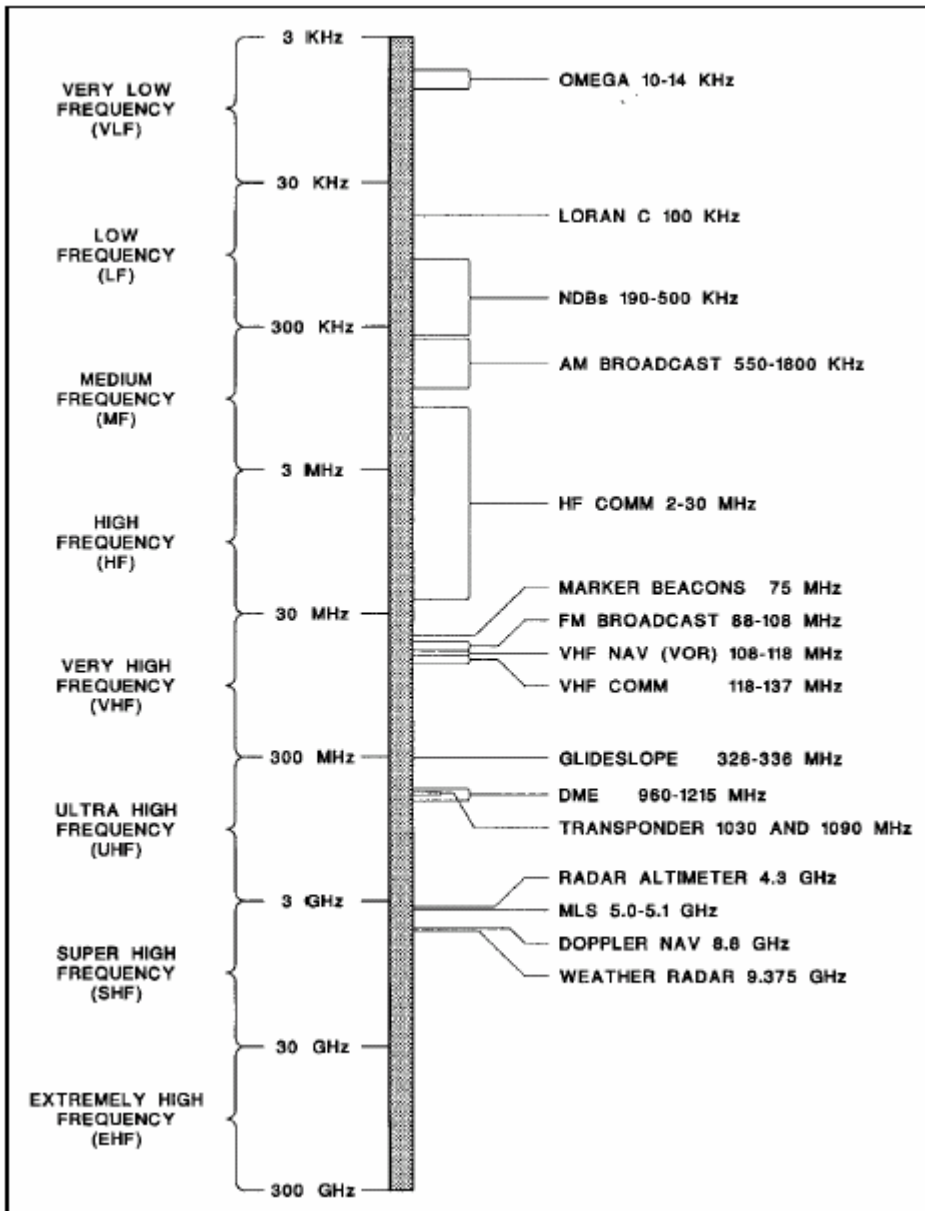 3 KHz
VERY LOW
FREQUENCY
(VLF)
30 KHz
LOW
FREQUENCY
(LF)
300 KHz
MEDIUM
FREQUENCY
(MF)
3 MHz
HIGH
FREQUENCY
(HF)
30 MHz
VERY HIGH
FREQUENCY
(VHF)
300 MHz
ULTRA HIGH
FREQUENCY
(UHF)
3 GHz
SUPER HIGH
FREQUENCY
(SHF)
30 GHz
EXTREMELY HIGH
FREQUENCY
(EHF)
300 GHz
OMEGA 10-14 KHz
LORAN C 100 KHz
NDBs 190-500 KHz
AM BROADCAST 550-1800 KHz
HF COMM 2-30 MHz
MARKER BEACONS 75 MHz
FM BROADCAST 88-108 MHz
VHF NAV (VOR) 108-118 MHz
VHF COMM 118-137 MHz
GLIDESLOPE 328-336 MHz
DME 960-1215 MHz
TRANSPONDER 1030 AND 1090 MHz
RADAR ALTIMETER 4.3 GHz
MLS 5.0-5.1 GHz
DOPPLER NAV 8.8 GHz
WEATHER RADAR 9.375 GHz